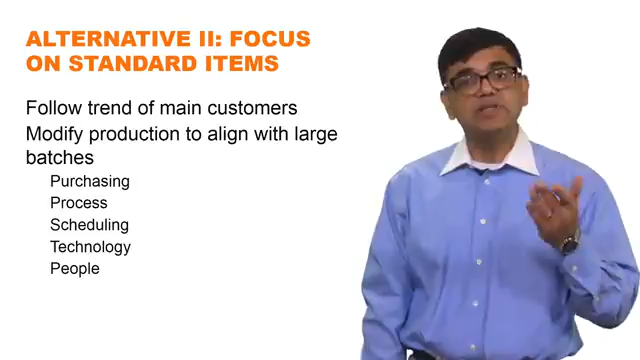 ALTERNATIVE II: FOCUS
ON STANDARD ITEMS
Follow trend of main customers
Modify production to align with large
batches
Purchasing
Process
Scheduling
Technology
People